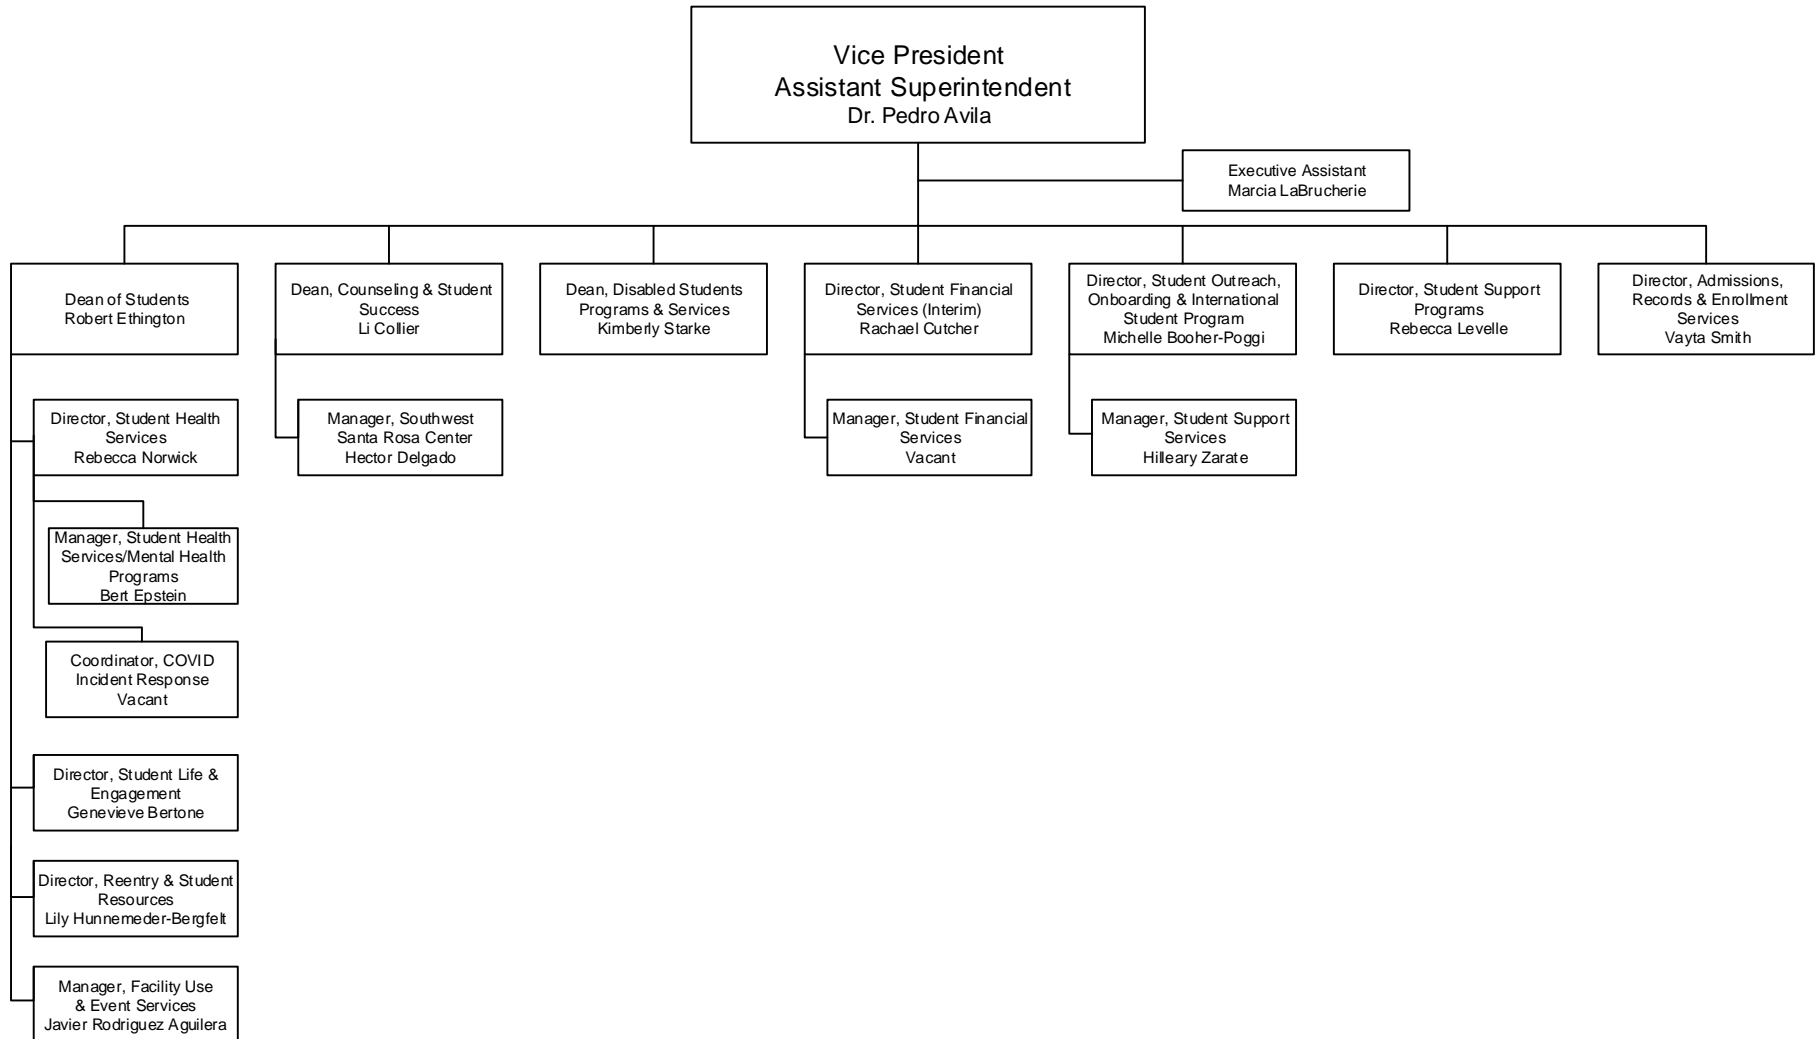 Vice President
Assistant Superintendent
Dr. Pedro Avila
Executive Assistant
Marcia LaBrucherie
Dean of Students
Robert Ethington
Dean, Counseling & Student
Success
Li Collier
Dean, Disabled Students
Programs & Services
Kimberly Starke
Director, Student Financial
Services (Interim)
Rachael Cutcher
Director, Student Outreach,
Onboarding & International
Student Program
Michelle Booher-Poggi
Director, Student Support
Programs
Rebecca Levelle
Director, Admissions,
Records & Enrollment
Services
Vayta Smith
Director, Student Health
Services
Rebecca Norwick
Manager, Southwest
Santa Rosa Center
Hector Delgado
Manager, Student Financial
Services
Vacant
Manager, Student Support
Services
Hilleary Zarate
Manager, Student Health
Services/Mental Health
Programs
Bert Epstein
Coordinator, COVID
Incident Response
Vacant
Director, Student Life &
Engagement
Genevieve Bertone
Director, Reentry & Student
Resources
Lily Hunnemeder-Bergfelt
Manager, Facility Use
& Event Services
Javier Rodriguez Aguilera